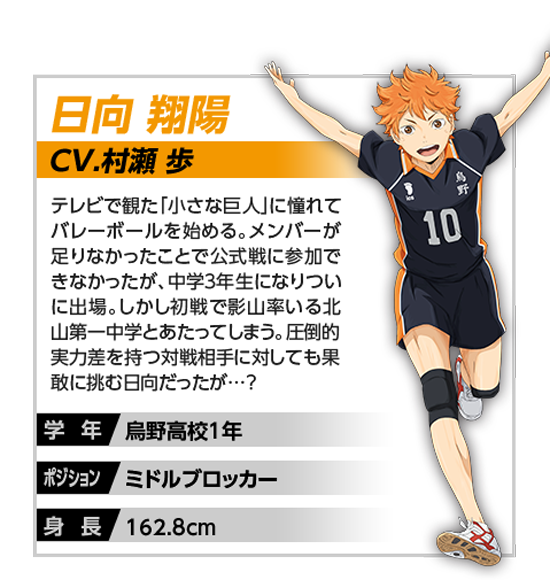 日向 翔陽
CV.村瀬 歩
テレビで観た「小さな巨人」に憧れて
バレーボールを始める。メンバーが
足りなかったことで公式戦に参加で
きなかったが、中学3年生になりつい
に出場。しかし初戦で影山率いる北
山第一中学とあたってしまう。圧倒的
実力差を持つ対戦相手に対しても果
敢に挑む日向だったが…?
学 年 烏野高校1年
ポジション ミドルブロッカー
身 長 162.8cm
烏野
10